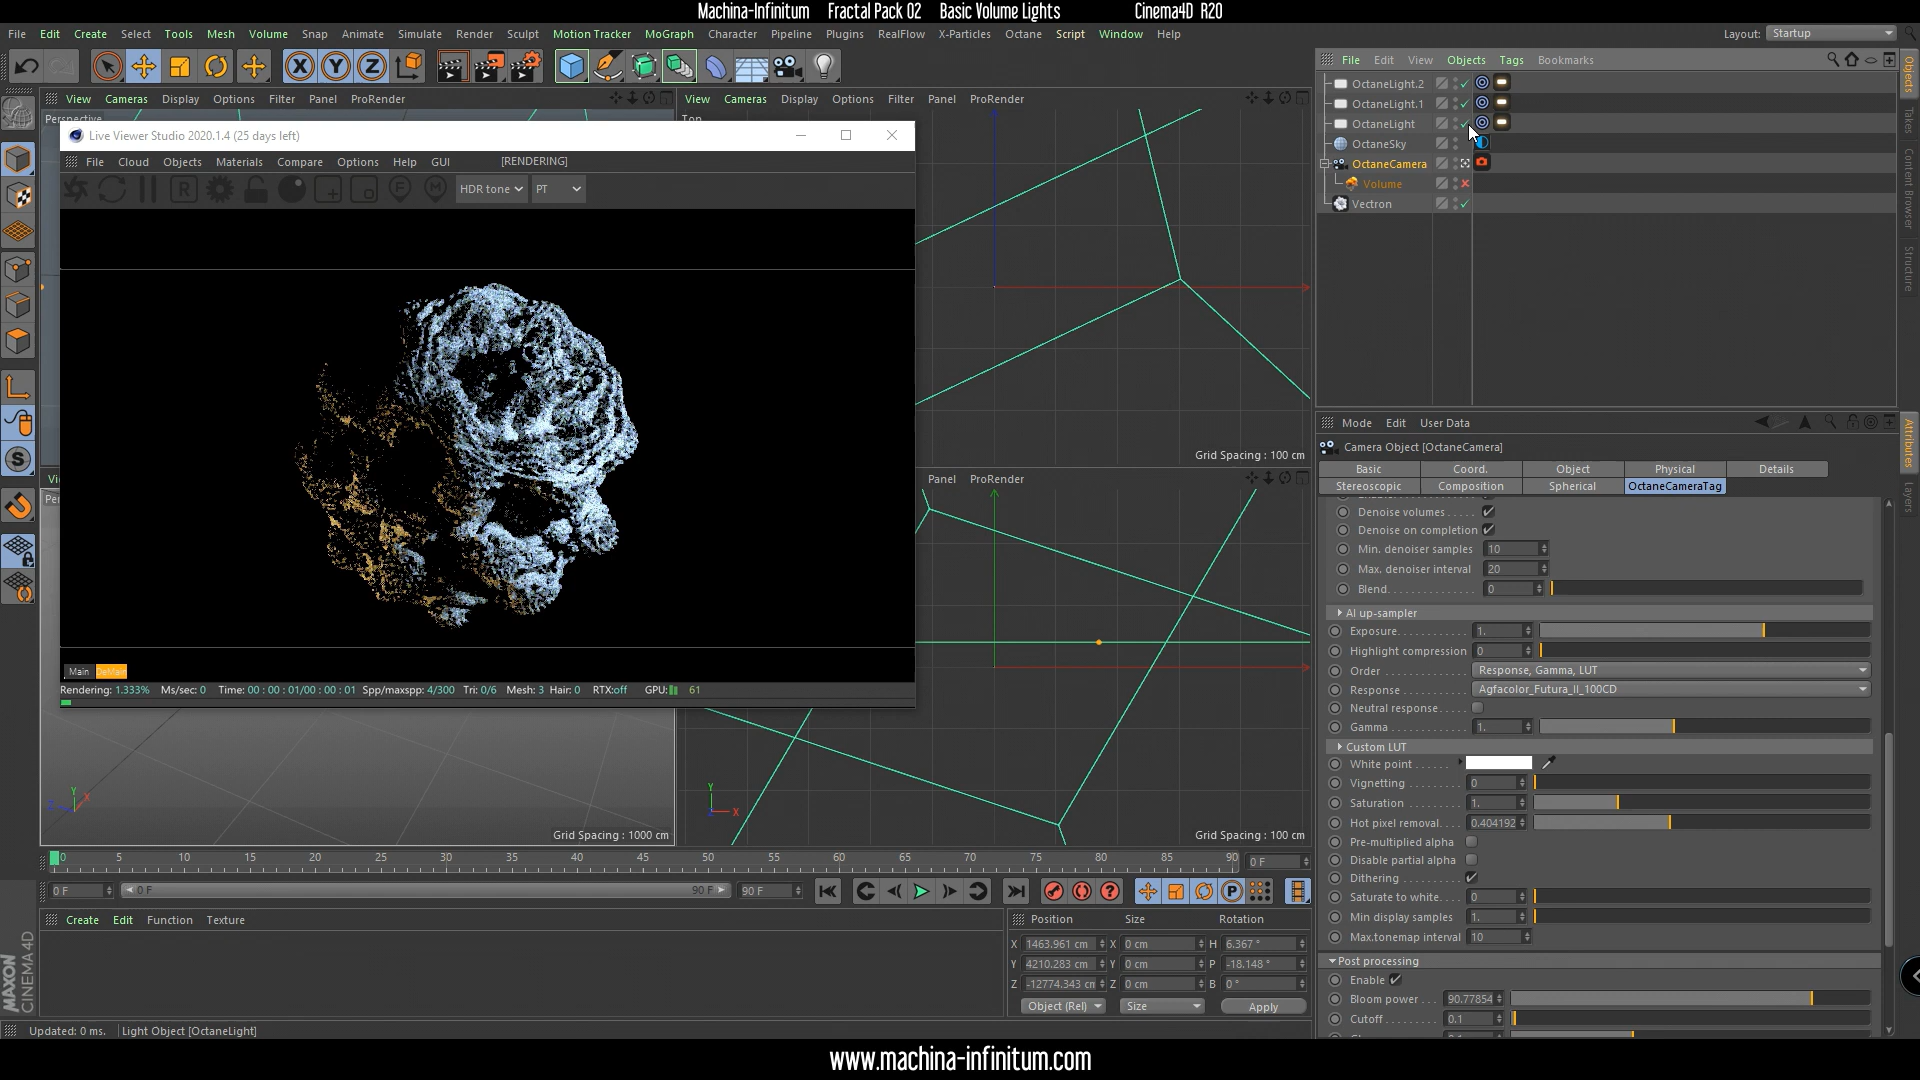 Machina-Infinitum Fractal Pack 02 Basic Volume Lights Cinema4D R20
File Edit Create Select Tools Mesh Volume Snap Animate Simulate Render Sculpt Motion Tracker MoGraph Character Pipeline Plugins RealFlow X-Particles Octane Script Window Help Layout: Startup
File Edit View Objects Tags Bookmarks
View Cameras Display Options Filter Panel ProRender
Perspective
View Cameras Display Options Filter Panel ProRender
Top
Live Viewer Studio 2020.1.4 (25 days left)
File Cloud Objects Materials Compare Options Help GUI [RENDERING]
R F M HDR tone PT
Main DeMain
Rendering: 1.333% Ms/sec: 0 Time: 00 : 00 : 01/00 : 00 : 01 Spp/maxspp: 4/300 Tri: 0/6 Mesh: 3 Hair: 0 RTX:off GPU: 61
OctaneLight.2
OctaneLight.1
OctaneLight
OctaneSky
OctaneCamera
Volume
Vectron
Objects
Takes
Content Browser
Structure
Grid Spacing : 100 cm
Panel ProRender
Y X
Grid Spacing : 100 cm
Y X Z
Grid Spacing : 1000 cm
Mode Edit User Data
Camera Object [OctaneCamera]
Basic Coord. Object Physical Details
Stereoscopic Composition Spherical OctaneCameraTag
Attributes
Layers
Denoise volumes
Denoise on completion
Min. denoiser samples 10
Max. denoiser interval 20
Blend 0
AI up-sampler
Exposure 1.
Highlight compression 0
Order Response, Gamma, LUT
Response Agfacolor_Futura_II_100CD
Neutral response
Gamma 1.
Custom LUT
White point
Vignetting 0
Saturation 1.
Hot pixel removal 0.404192
Pre-multiplied alpha
Disable partial alpha
Dithering
Saturate to white 0
Min display samples 1.
Max.tonemap interval 10
Post processing
Enable
Bloom power 90.77854
Cutoff 0.1
0 5 10 15 20 25 30 35 40 45 50 55 60 65 70 75 80 85 90 0 F
0 F 0 F 90 F 90 F
Create Edit Function Texture
Position Size Rotation
X 1463.961 cm X 0 cm H 6.367 °
Y 4210.283 cm Y 0 cm P -18.148 °
Z -12774.343 cm Z 0 cm B 0 °
Object (Rel) Size Apply
MAXON
CINEMA 4D
Updated: 0 ms. Light Object [OctaneLight]
www.machina-infinitum.com